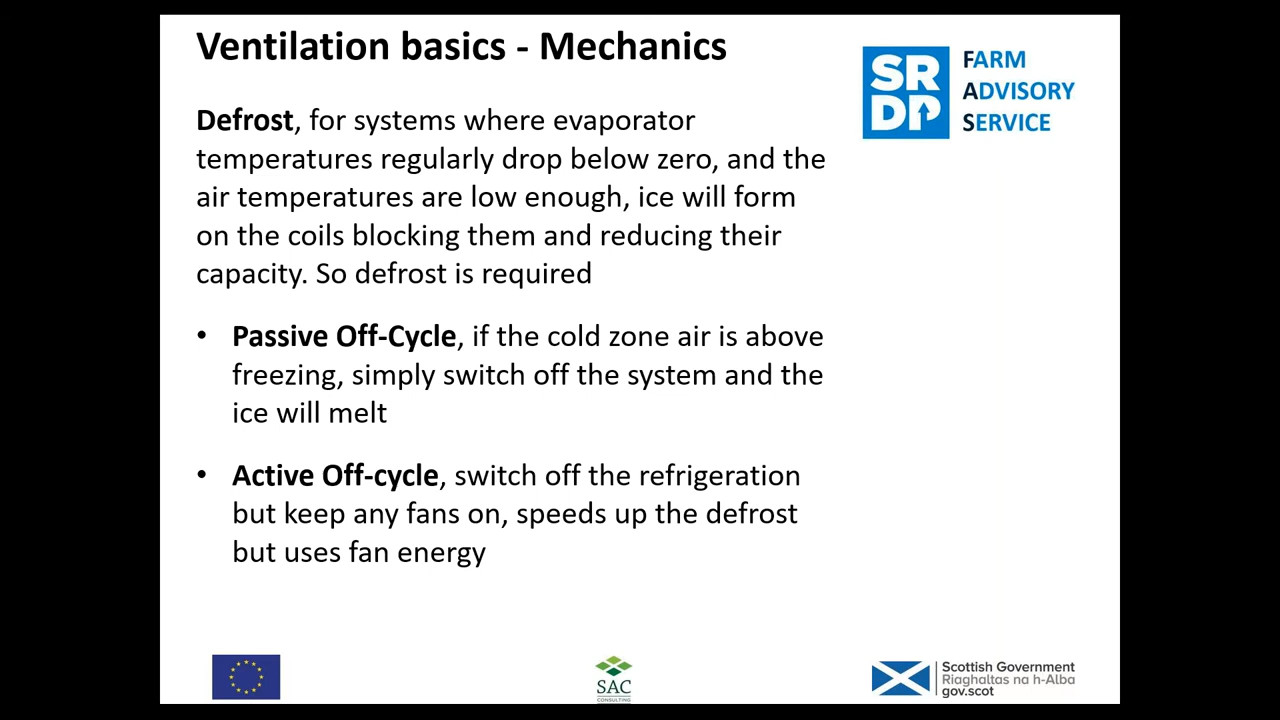 Ventilation basics - Mechanics
SR
DP
FARM
ADVISORY
SERVICE
Defrost, for systems where evaporator
temperatures regularly drop below zero, and the
air temperatures are low enough, ice will form
on the coils blocking them and reducing their
capacity. So defrost is required
• Passive Off-Cycle, if the cold zone air is above
freezing, simply switch off the system and the
ice will melt
• Active Off-cycle, switch off the refrigeration
but keep any fans on, speeds up the defrost
but uses fan energy
SAC
CONSULTING
Scottish Government
Riaghaltas na h-Alba
gov.scot